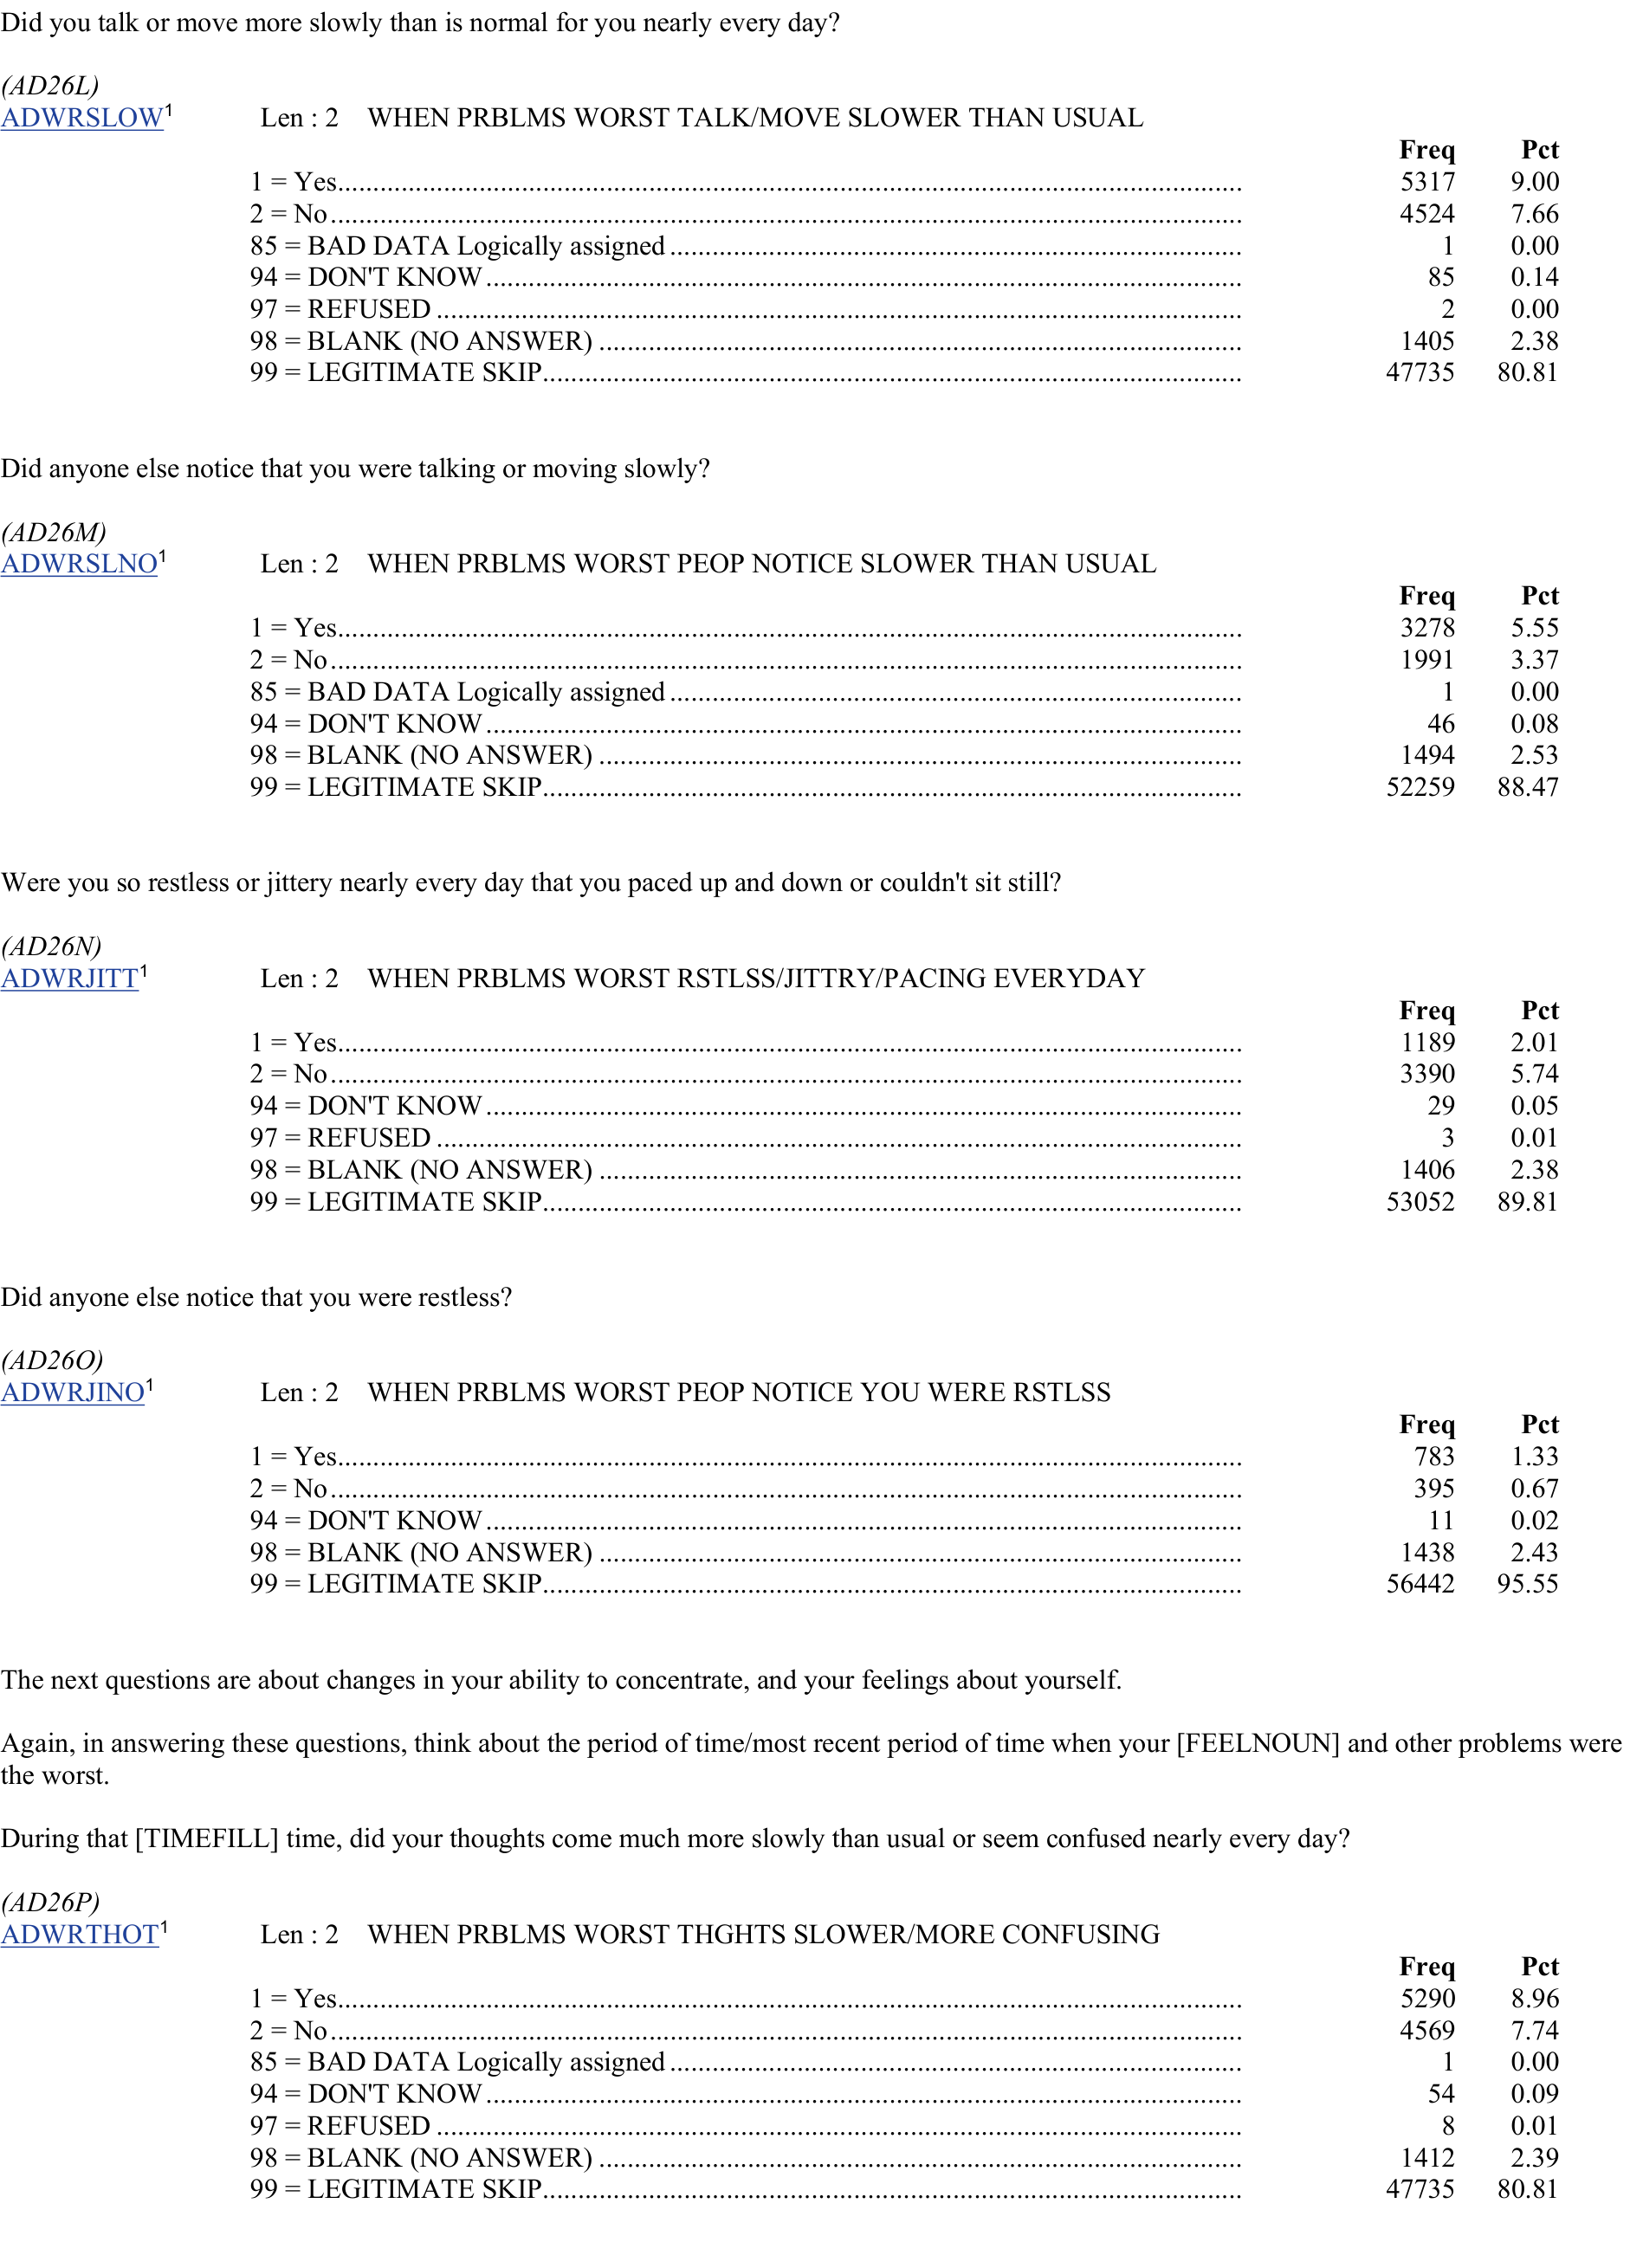 Did you talk or move more slowly than is normal for you nearly every day?
(AD26L)
ADWRSLOW1 Len : 2 WHEN PRBLMS WORST TALK/MOVE SLOWER THAN USUAL
Freq Pct
1 = Yes 5317 9.00
2 = No 4524 7.66
85 = BAD DATA Logically assigned 1 0.00
94 = DON'T KNOW 85 0.14
97 = REFUSED 2 0.00
98 = BLANK (NO ANSWER) 1405 2.38
99 = LEGITIMATE SKIP 47735 80.81
Did anyone else notice that you were talking or moving slowly?
(AD26M)
ADWRSLNO1 Len : 2 WHEN PRBLMS WORST PEOP NOTICE SLOWER THAN USUAL
Freq Pct
1 = Yes 3278 5.55
2 = No 1991 3.37
85 = BAD DATA Logically assigned 1 0.00
94 = DON'T KNOW 46 0.08
98 = BLANK (NO ANSWER) 1494 2.53
99 = LEGITIMATE SKIP 52259 88.47
Were you so restless or jittery nearly every day that you paced up and down or couldn't sit still?
(AD26N)
ADWRJITT1 Len : 2 WHEN PRBLMS WORST RSTLSS/JITTRY/PACING EVERYDAY
Freq Pct
1 = Yes 1189 2.01
2 = No 3390 5.74
94 = DON'T KNOW 29 0.05
97 = REFUSED 3 0.01
98 = BLANK (NO ANSWER) 1406 2.38
99 = LEGITIMATE SKIP 53052 89.81
Did anyone else notice that you were restless?
(AD26O)
ADWRJINO1 Len : 2 WHEN PRBLMS WORST PEOP NOTICE YOU WERE RSTLSS
Freq Pct
1 = Yes 783 1.33
2 = No 395 0.67
94 = DON'T KNOW 11 0.02
98 = BLANK (NO ANSWER) 1438 2.43
99 = LEGITIMATE SKIP 56442 95.55
The next questions are about changes in your ability to concentrate, and your feelings about yourself.
Again, in answering these questions, think about the period of time/most recent period of time when your [FEELNOUN] and other problems were
the worst.
During that [TIMEFILL] time, did your thoughts come much more slowly than usual or seem confused nearly every day?
(AD26P)
ADWRTHOT1 Len : 2 WHEN PRBLMS WORST THGHTS SLOWER/MORE CONFUSING
Freq Pct
1 = Yes 5290 8.96
2 = No 4569 7.74
85 = BAD DATA Logically assigned 1 0.00
94 = DON'T KNOW 54 0.09
97 = REFUSED 8 0.01
98 = BLANK (NO ANSWER) 1412 2.39
99 = LEGITIMATE SKIP 47735 80.81